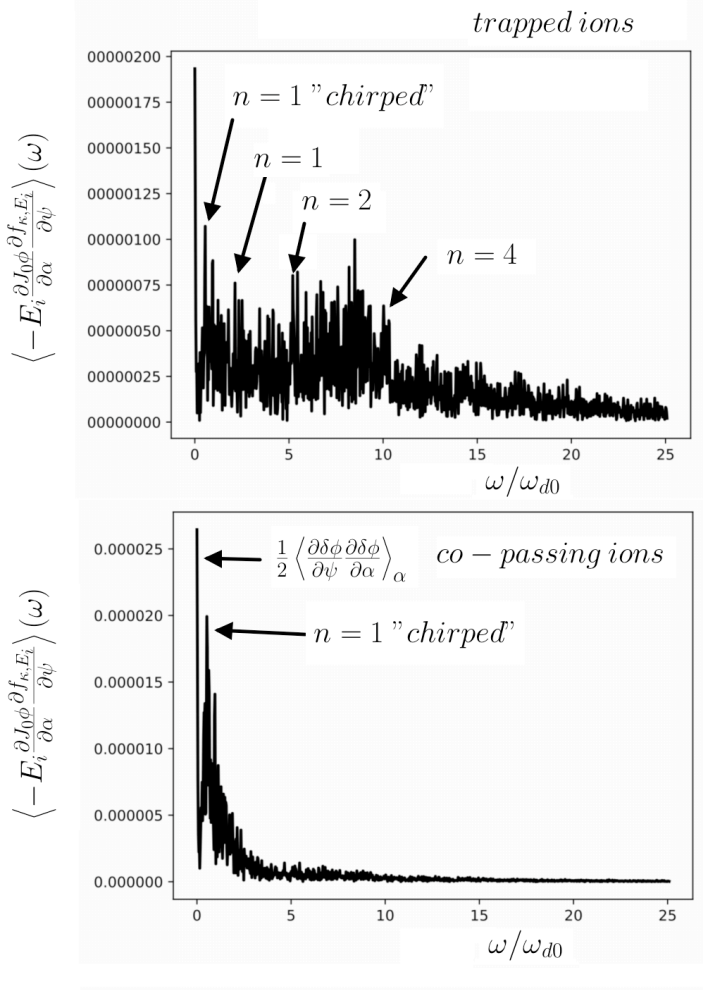 trapped ions
00000200
n = 1 "chirped"
00000175
00000150
n = 1
00000125
n = 2
00000100
n = 4
00000075
00000050
00000025
00000000
⟨−E_i ∂J_0ϕ/∂α ∂f_{κ,E_i}/∂ψ⟩(ω)
0 5 10 15 20 25
ω/ω_{d0}
0.000025
1/2 ⟨∂δϕ/∂ψ ∂δϕ/∂α⟩_α
co − passing ions
0.000020
n = 1 "chirped"
0.000015
0.000010
0.000005
0.000000
⟨−E_i ∂J_0ϕ/∂α ∂f_{κ,E_i}/∂ψ⟩(ω)
0 5 10 15 20 25
ω/ω_{d0}